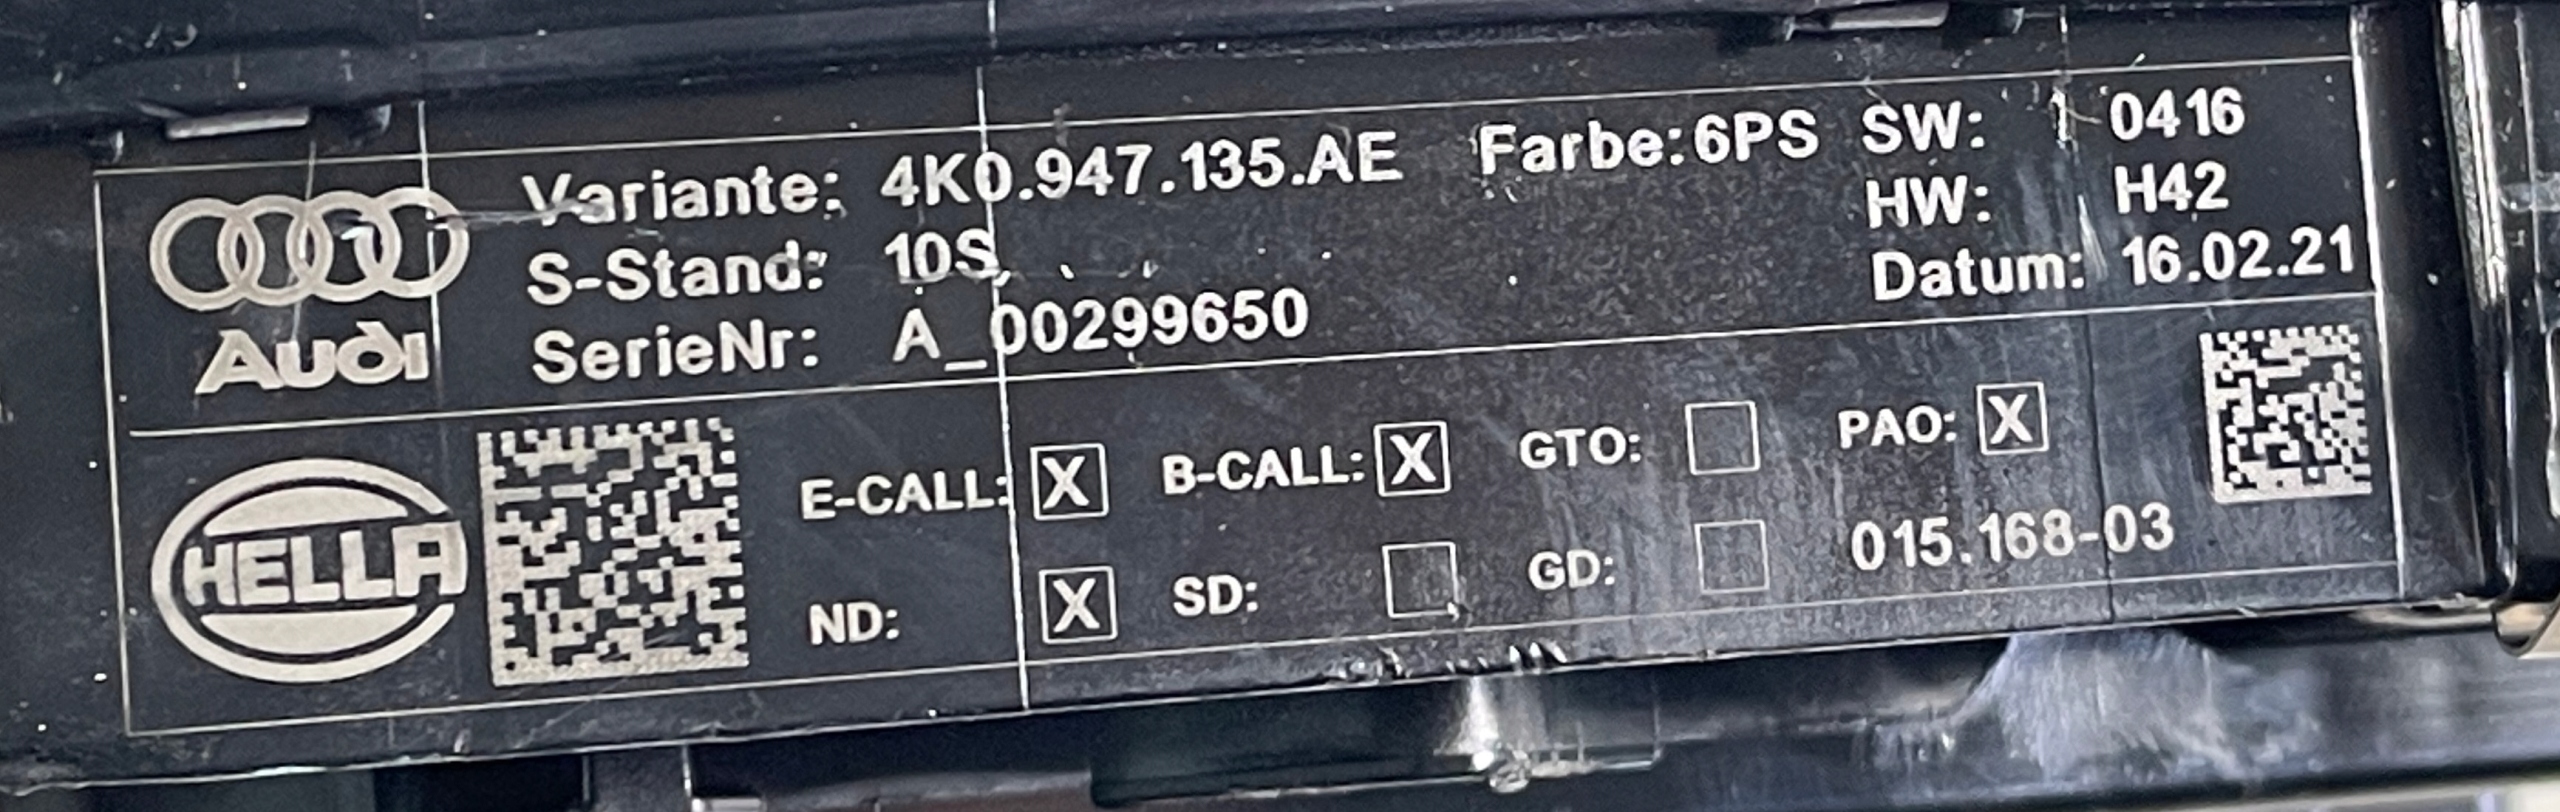 Variante: 4K0.947.135.AE Farbe:6PS SW: 0416
HW: H42
S-Stand: 10S
Datum: 16.02.21
SerieNr: A_00299650
Audi
HELLA
E-CALL: X B-CALL: X GTO: PAO: X
ND: X SD: GD: 015.168-03